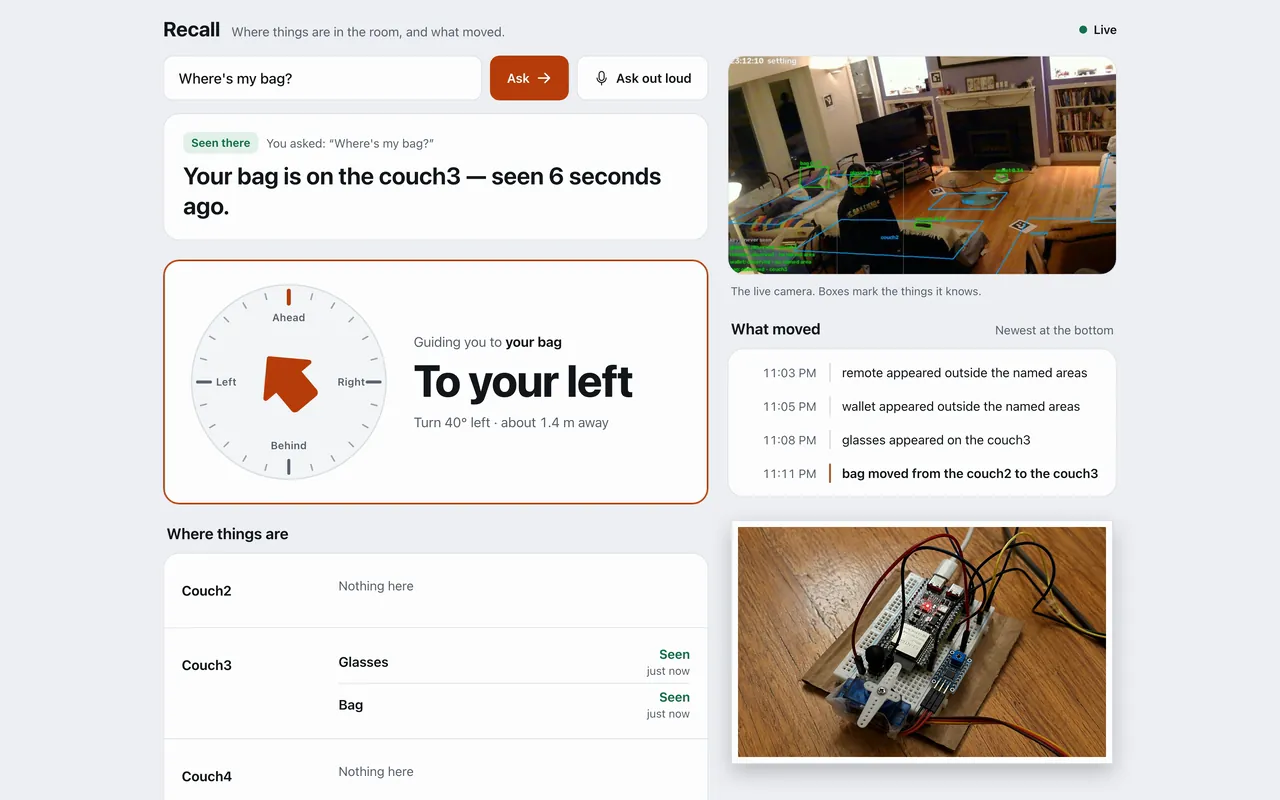 Recall
Where things are in the room, and what moved.
Live
Where's my bag?
Ask
Ask out loud
Seen there
You asked: “Where's my bag?”
Your bag is on the couch3 — seen 6 seconds
ago.
Ahead
Left
Right
Behind
Guiding you to your bag
To your left
Turn 40° left · about 1.4 m away
Where things are
Couch2
Nothing here
Couch3
Glasses
Seen
just now
Bag
Seen
just now
Couch4
Nothing here
23:12:10 settling
couch3
The live camera. Boxes mark the things it knows.
What moved
Newest at the bottom
11:03 PM
remote appeared outside the named areas
11:05 PM
wallet appeared outside the named areas
11:08 PM
glasses appeared on the couch3
11:11 PM
bag moved from the couch2 to the couch3